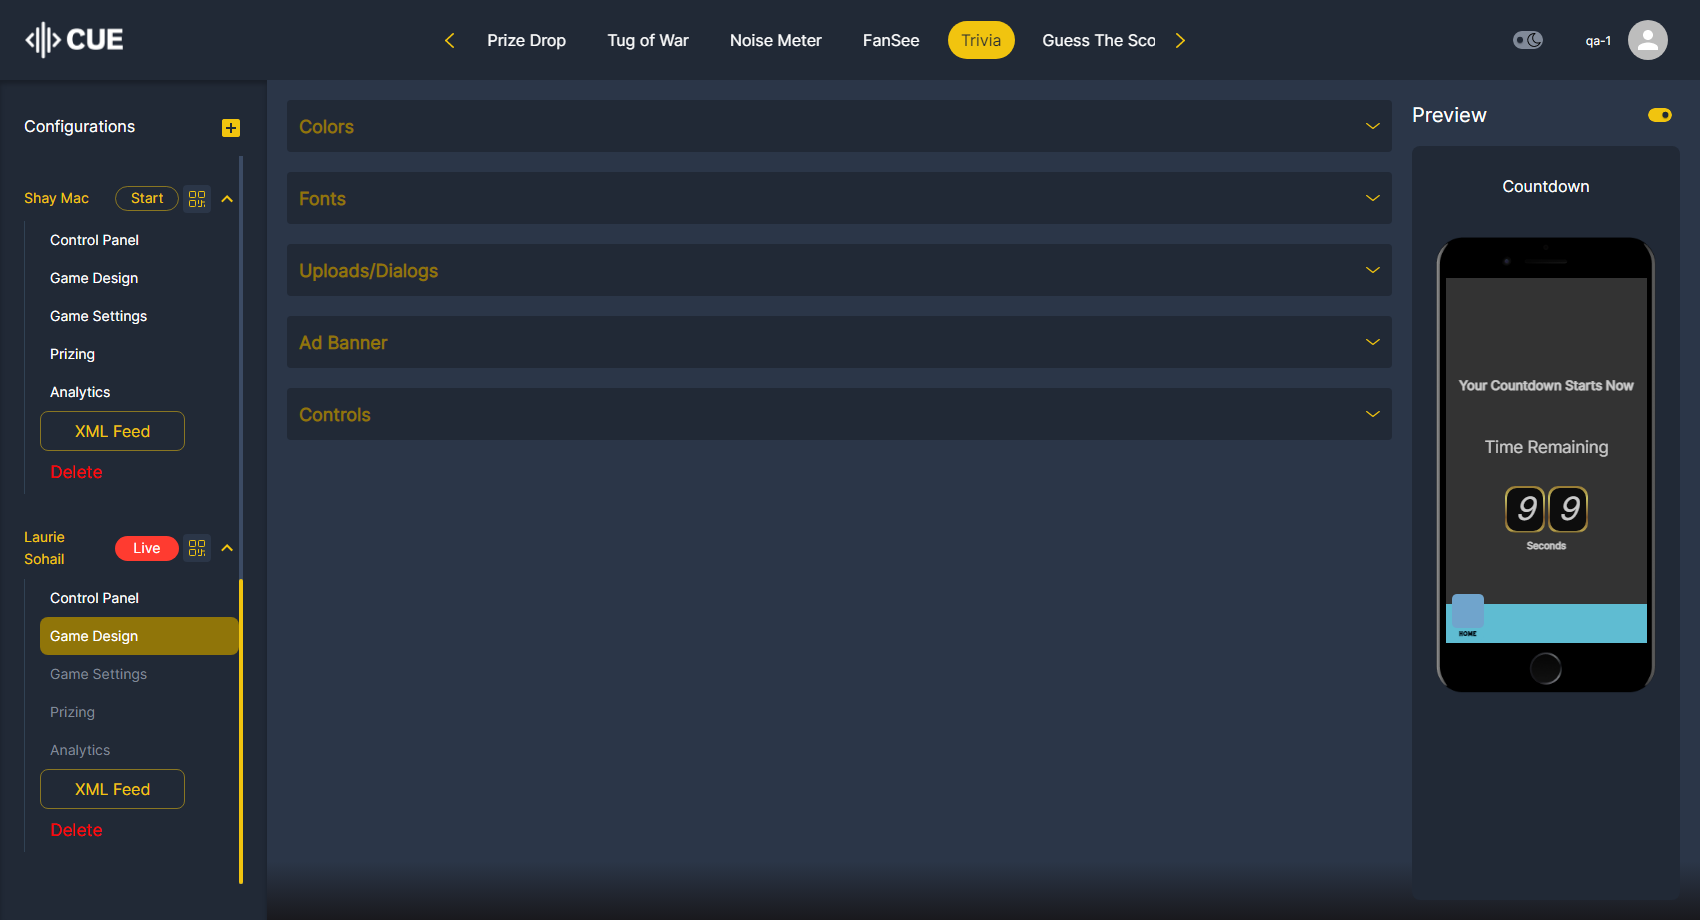 CUE
Prize Drop
Tug of War
Noise Meter
FanSee
Trivia
Guess The Sco
qa-1
Configurations
Shay Mac
Start
Control Panel
Game Design
Game Settings
Prizing
Analytics
XML Feed
Delete
Laurie
Sohail
Live
Control Panel
Game Design
Game Settings
Prizing
Analytics
XML Feed
Delete
Colors
Fonts
Uploads/Dialogs
Ad Banner
Controls
Preview
Countdown
Your Countdown Starts Now
Time Remaining
9 9
Seconds
HOME